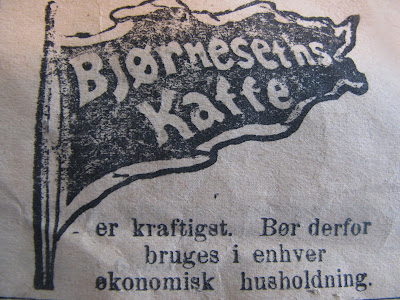 Bjørneseths
Kaffe
er kraftigst. Bør derfor
bruges i enhver
økonomisk husholdning.